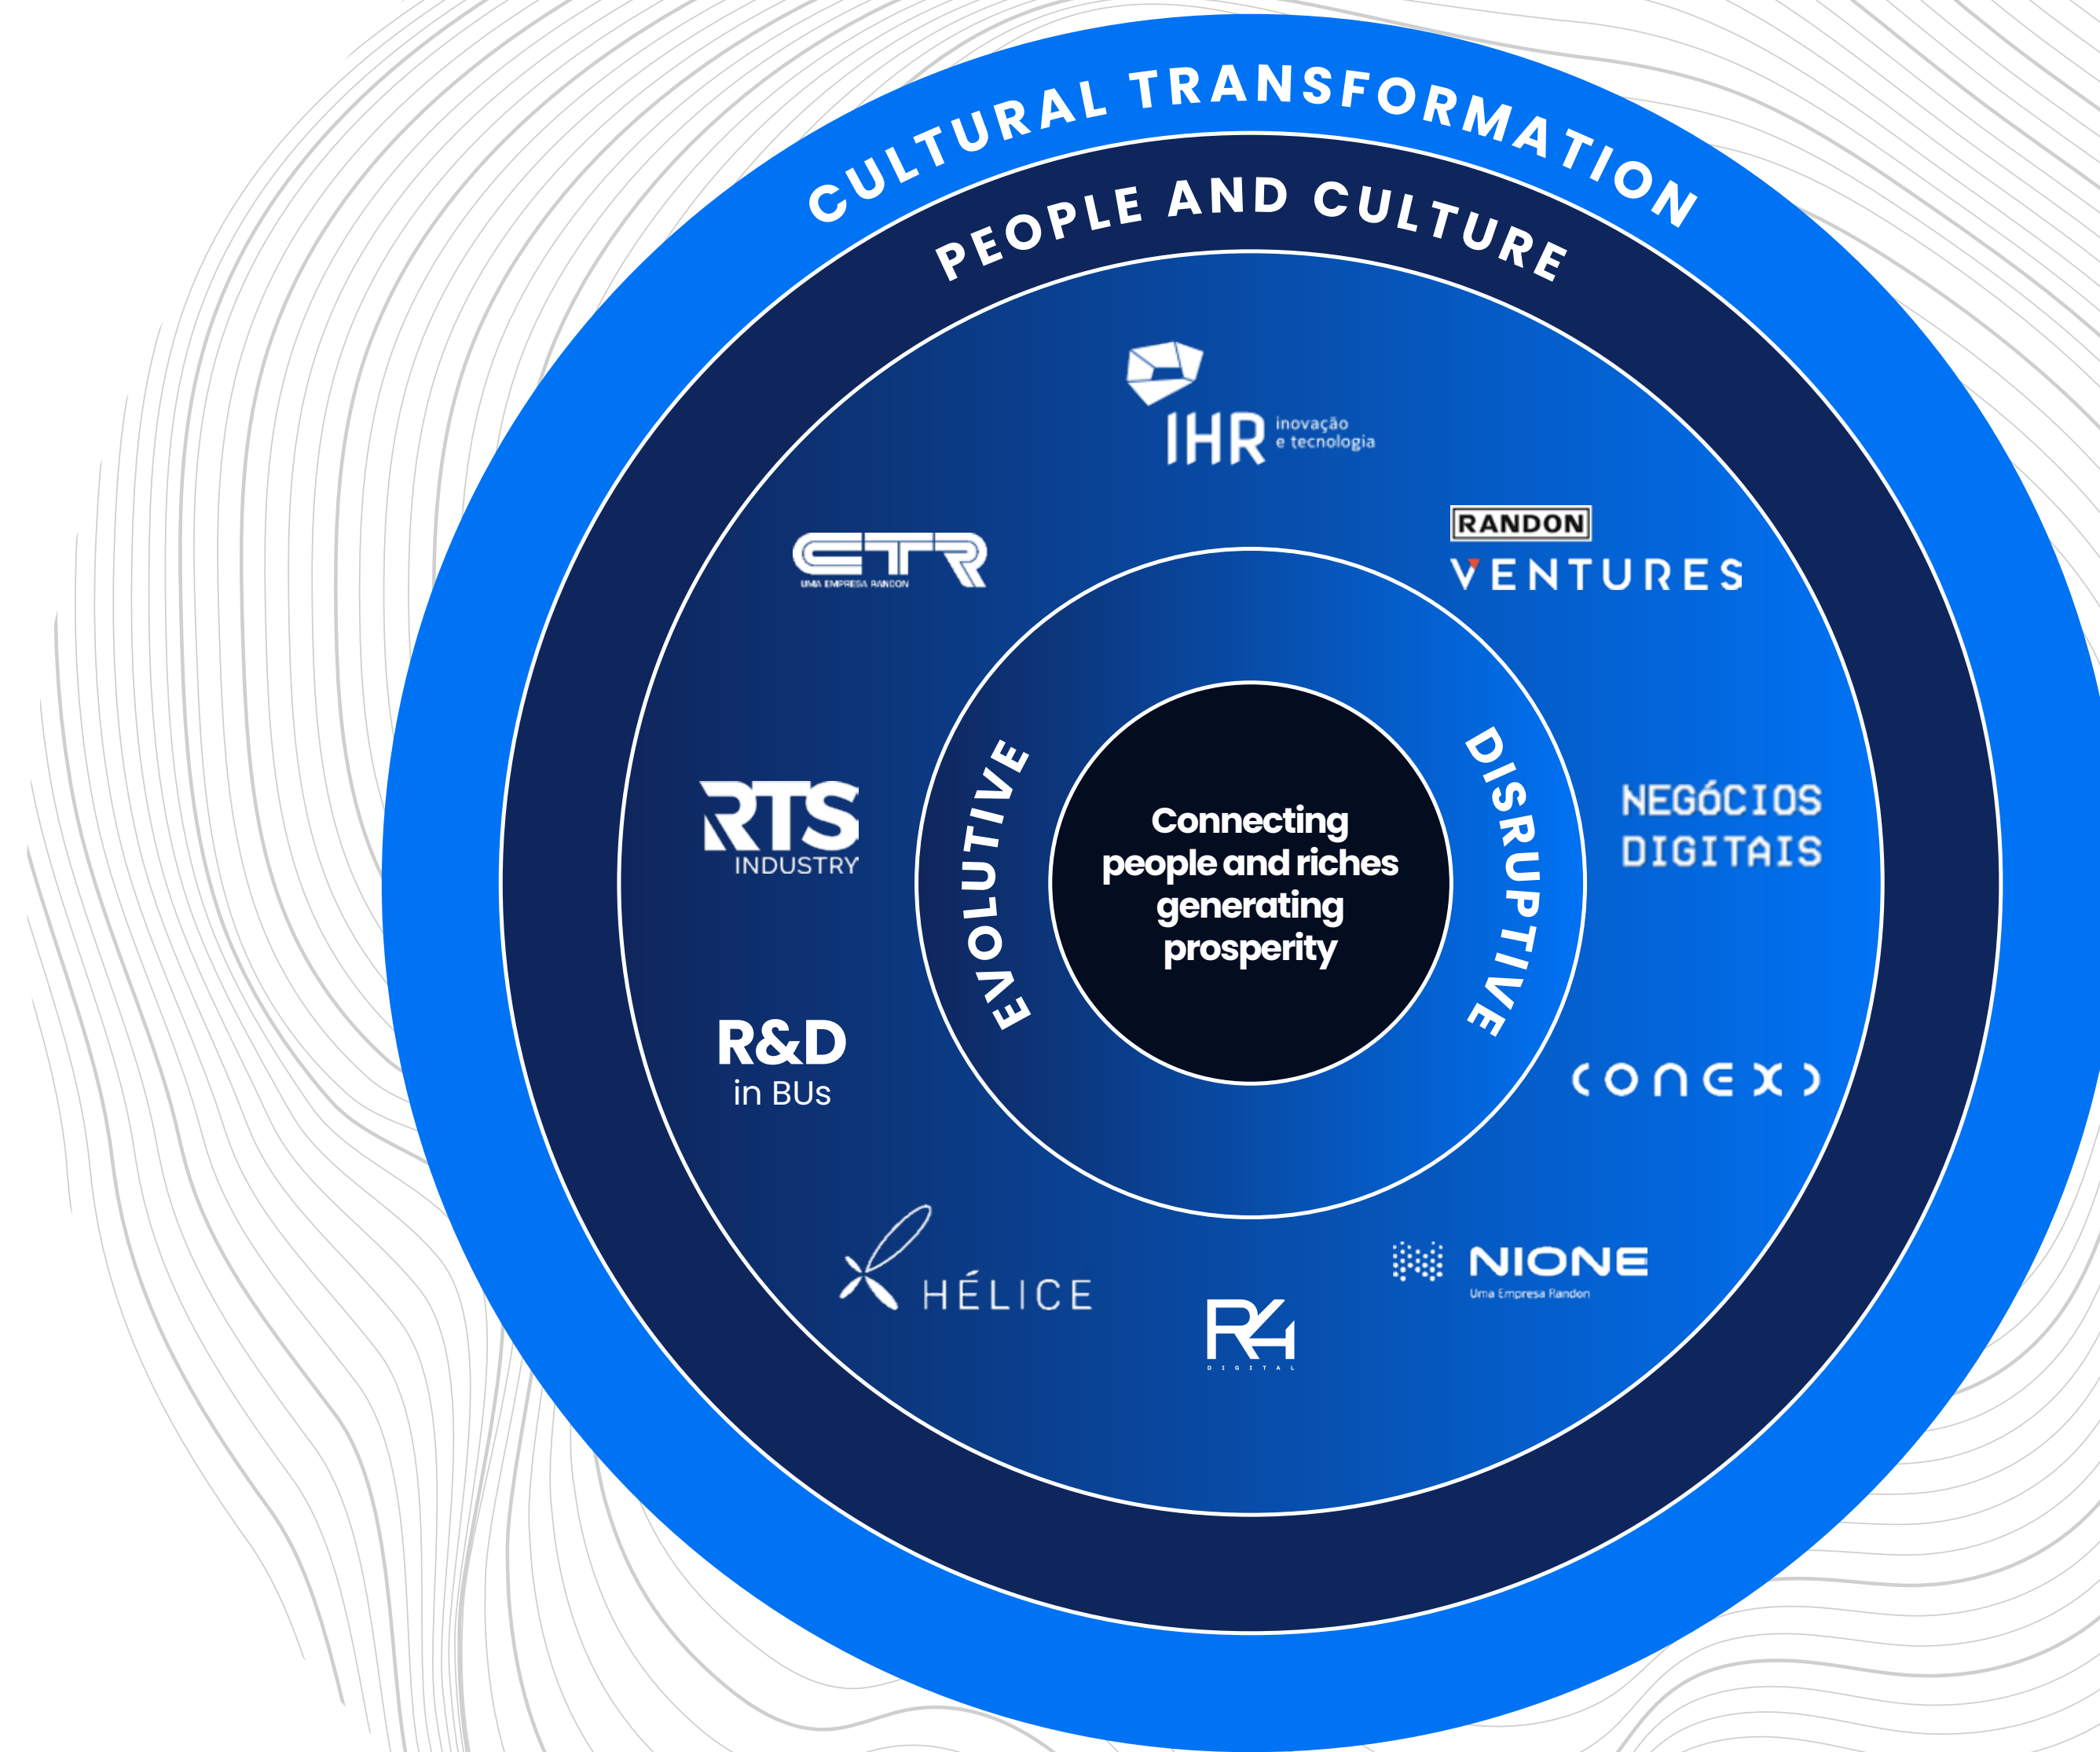 CULTURAL TRANSFORMATION
PEOPLE AND CULTURE
IHR
inovação
e tecnologia
CTR
UMA EMPRESA RANDON
RANDON
VENTURES
EVOLUTIVE
DISRUPTIVE
RTS
INDUSTRY
NEGÓCIOS
DIGITAIS
Connecting
people and riches
generating
prosperity
R&D
in BUs
CONEXO
HÉLICE
NIONE
Uma Empresa Randon
R4
DIGITAL